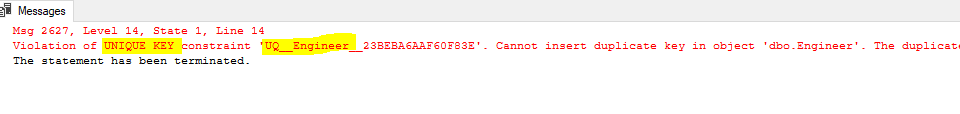 Messages
Msg 2627, Level 14, State 1, Line 14
Violation of UNIQUE KEY constraint 'UQ__Engineer__23BEBA6AAF60F83E'. Cannot insert duplicate key in object 'dbo.Engineer'. The duplicate
The statement has been terminated.